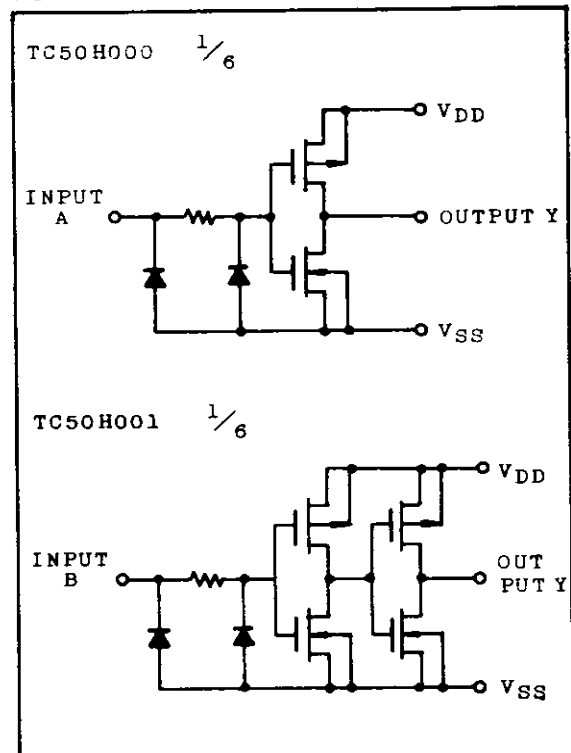 TC50H000 1/6
VDD
INPUT
A
OUTPUT Y
VSS
TC50H001 1/6
VDD
INPUT
B
OUT
PUT Y
VSS